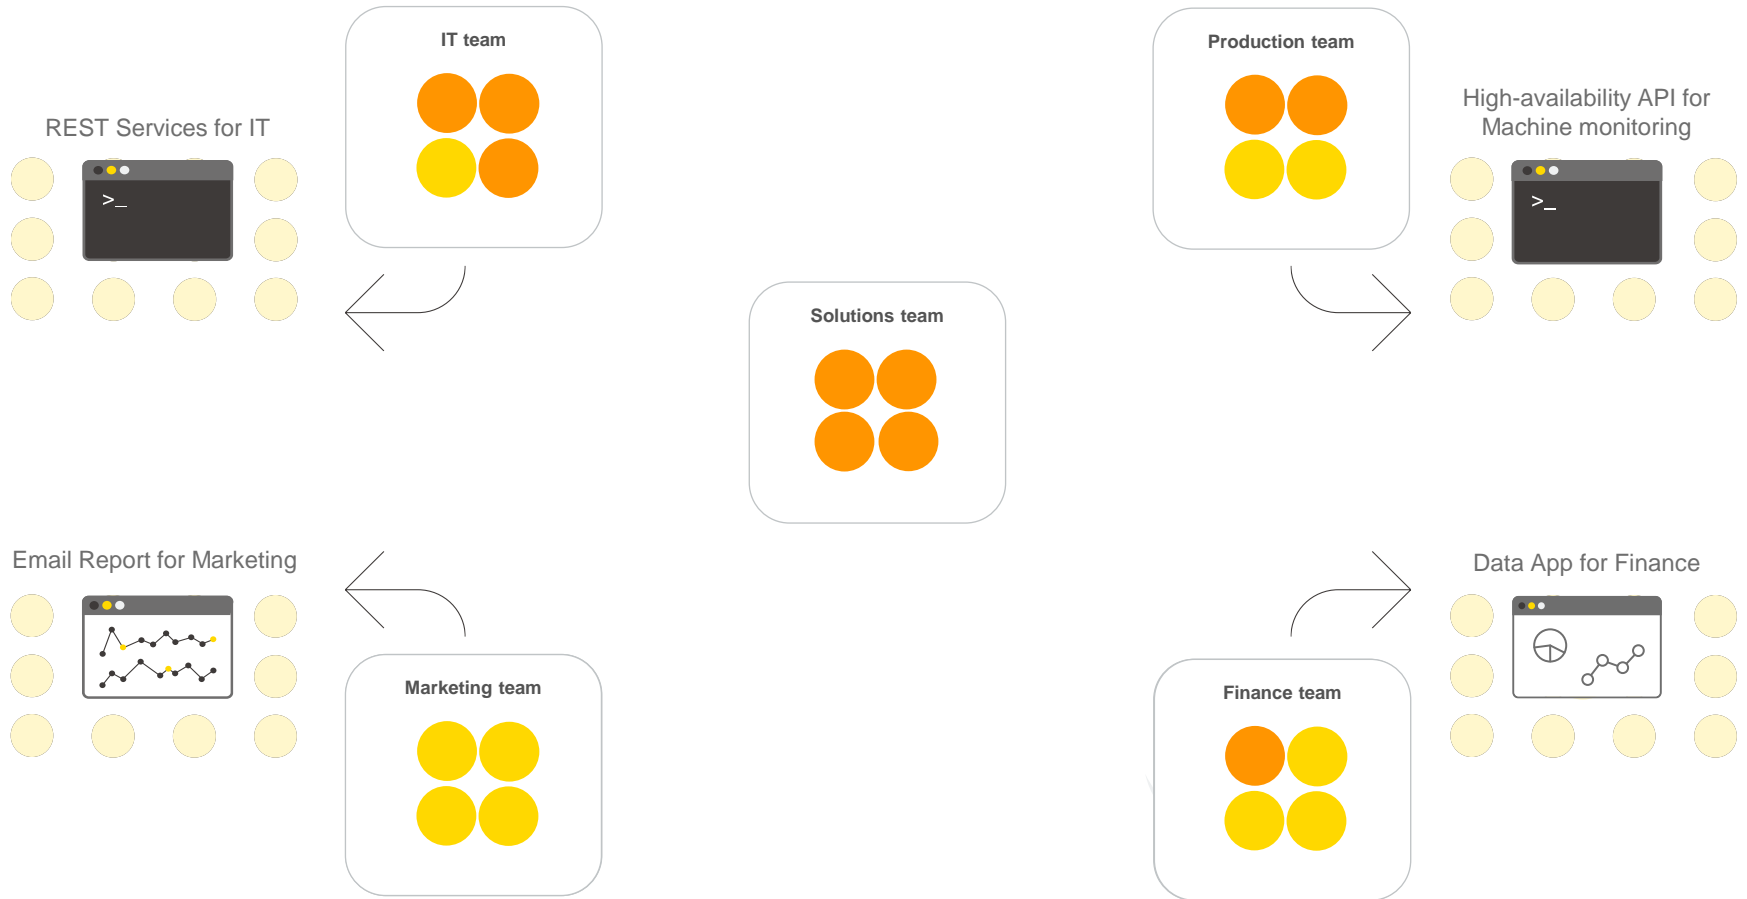 IT team
Production team
REST Services for IT
High-availability API for
Machine monitoring
>_
>_
Solutions team
Email Report for Marketing
Data App for Finance
Marketing team
Finance team